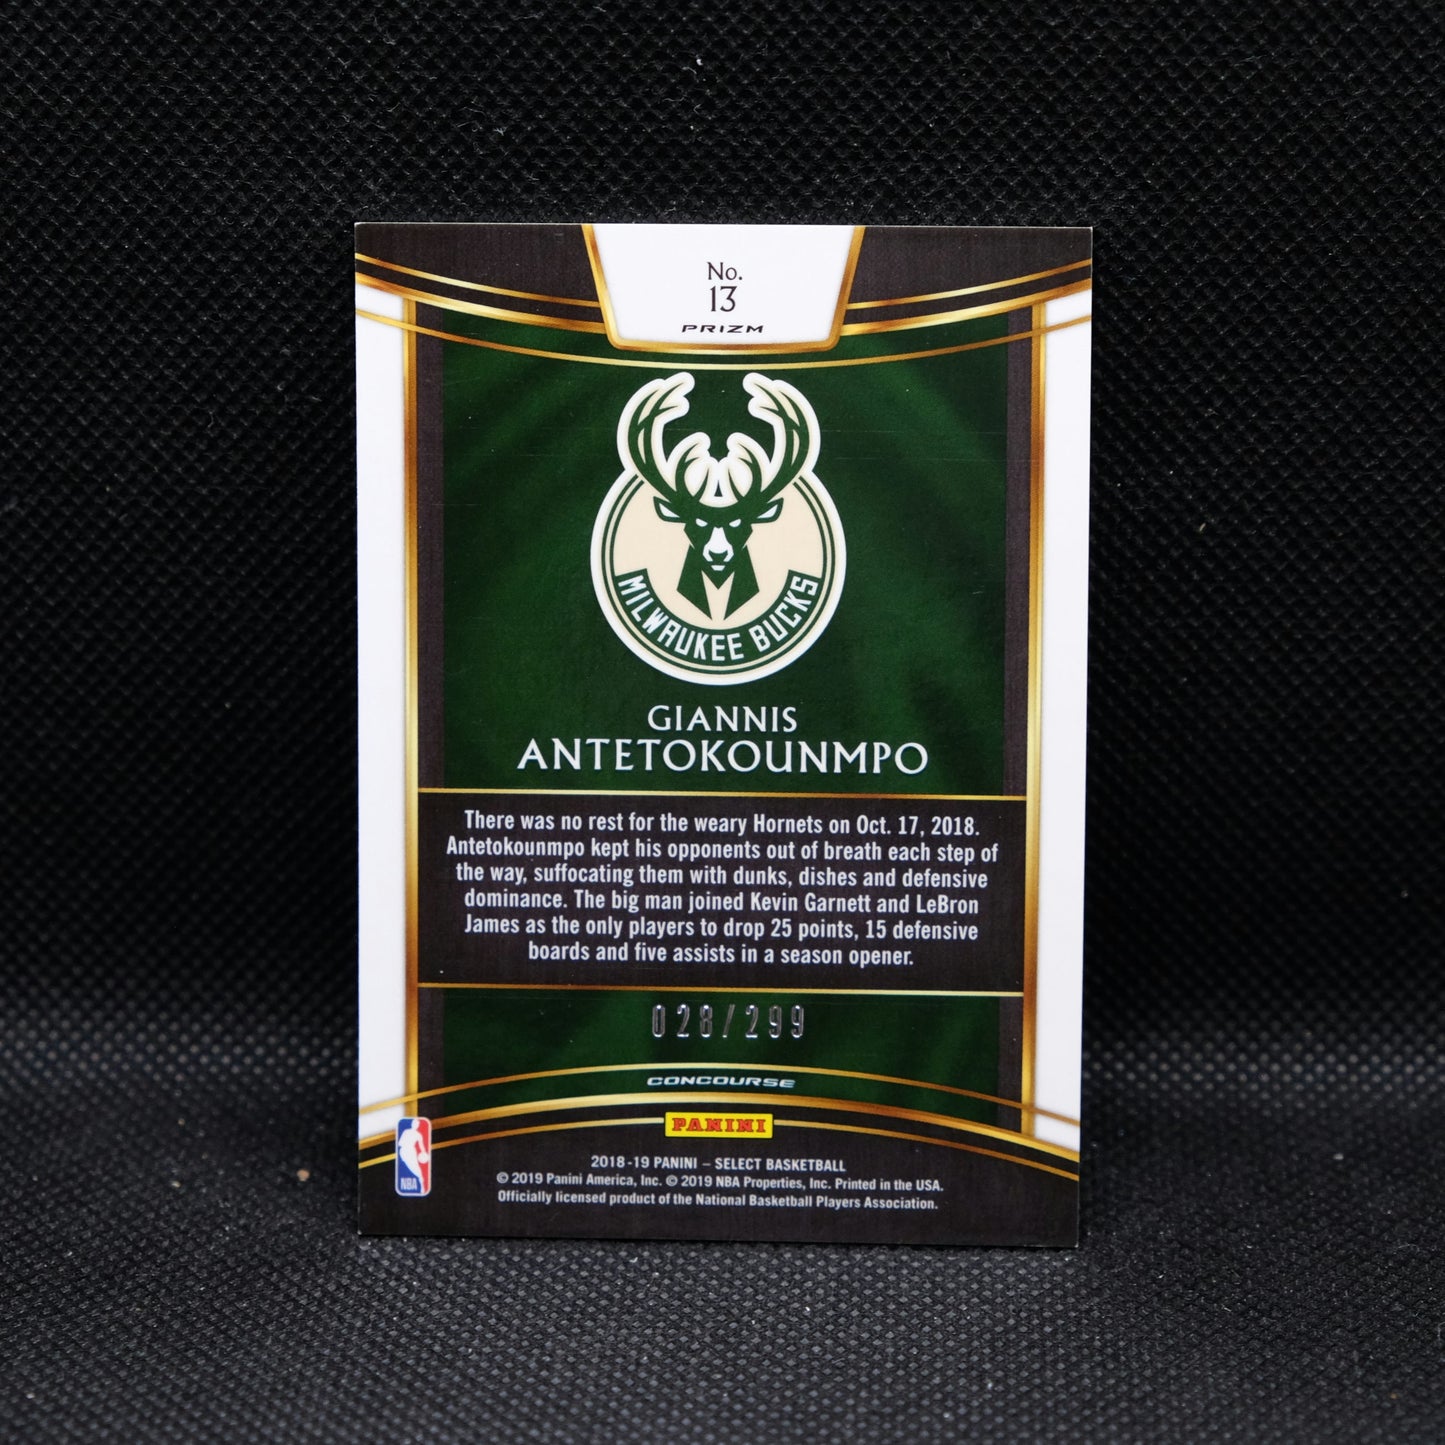 No.
13
PRIZM
MILWAUKEE BUCKS
GIANNIS
ANTETOKOUNMPO
There was no rest for the weary Hornets on Oct. 17, 2018.
Antetokounmpo kept his opponents out of breath each step of
the way, suffocating them with dunks, dishes and defensive
dominance. The big man joined Kevin Garnett and LeBron
James as the only players to drop 25 points, 15 defensive
boards and five assists in a season opener.
028/299
CONCOURSE
PANINI
NBA
2018-19 PANINI – SELECT BASKETBALL
© 2019 Panini America, Inc. © 2019 NBA Properties, Inc. Printed in the USA.
Officially licensed product of the National Basketball Players Association.